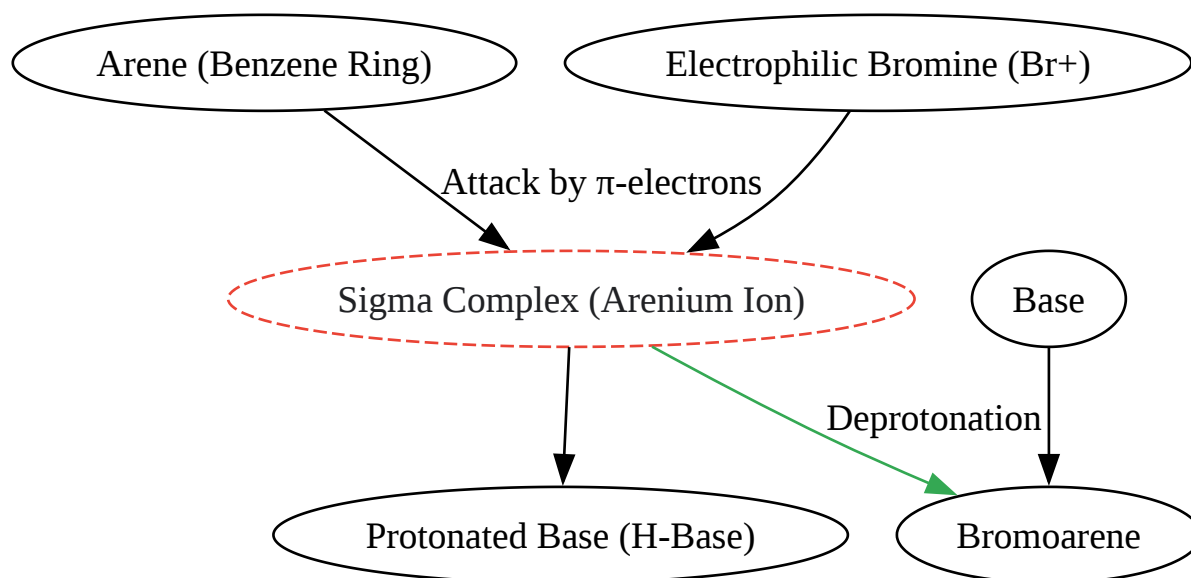 Arene (Benzene Ring)
Electrophilic Bromine (Br+)
Attack by π-electrons
Sigma Complex (Arenium Ion)
Base
Deprotonation
Protonated Base (H-Base)
Bromoarene